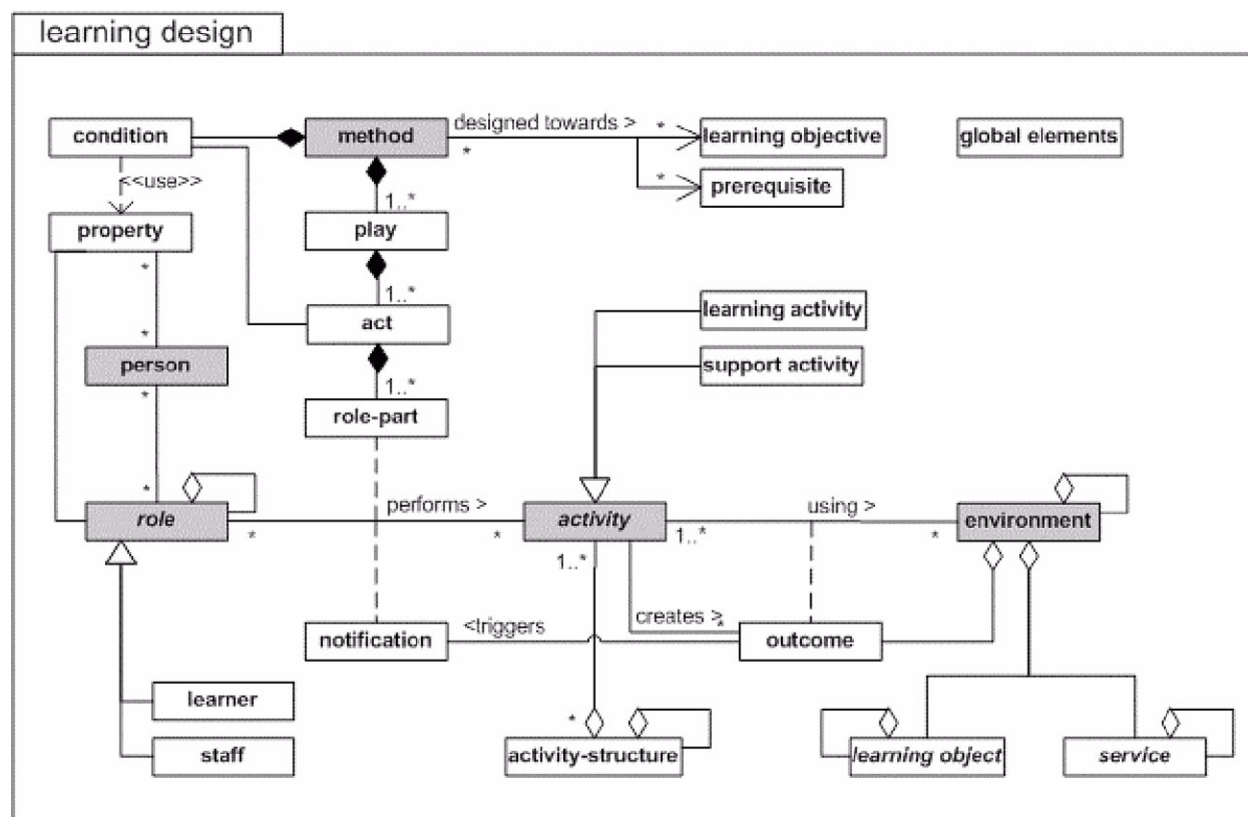 learning design
condition
method
designed towards >
*
*
learning objective
global elements
<<use>>
*
prerequisite
property
1..*
play
*
1..*
act
learning activity
*
person
support activity
*
1..*
role-part
*
role
*
performs >
*
activity
1..*
using >
*
environment
1..*
notification
<triggers
creates >
*
outcome
learner
staff
*
activity-structure
learning object
service